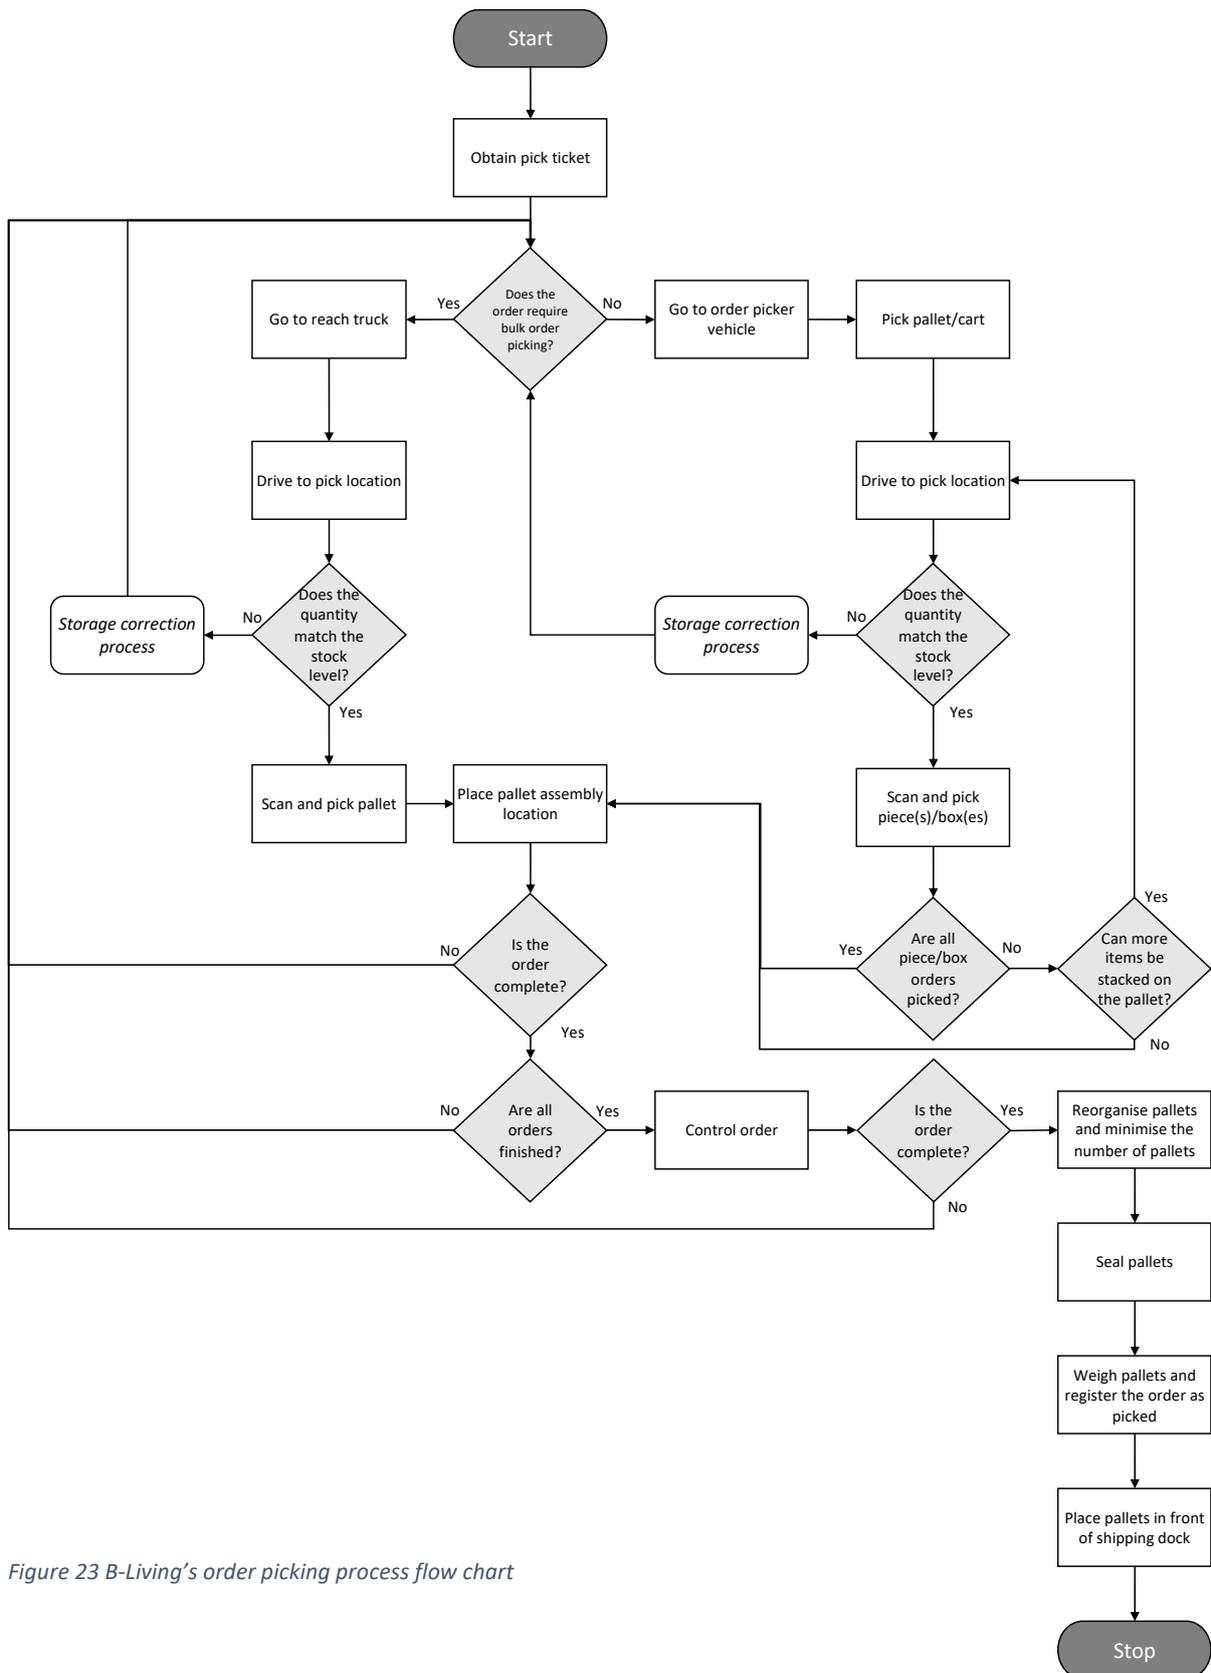 Start
Obtain pick ticket
Yes
Does the
order require
bulk order
picking?
No
Go to reach truck
Go to order picker
vehicle
Pick pallet/cart
Drive to pick location
Drive to pick location
Storage correction
process
No
Does the
quantity
match the
stock
level?
Yes
Storage correction
process
No
Does the
quantity
match the
stock
level?
Yes
Scan and pick pallet
Place pallet assembly
location
Scan and pick
piece(s)/box(es)
No
Is the
order
complete?
Yes
Yes
Are all
piece/box
orders
picked?
No
Yes
Can more
items be
stacked on
the pallet?
No
No
Are all
orders
finished?
Yes
Control order
Is the
order
complete?
Yes
No
Reorganise pallets
and minimise the
number of pallets
Seal pallets
Weigh pallets and
register the order as
picked
Place pallets in front
of shipping dock
Figure 23 B-Living’s order picking process flow chart
Stop